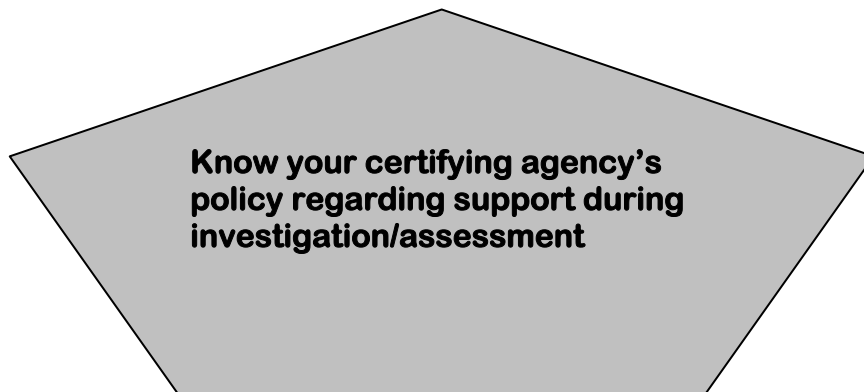 Know your certifying agency’s
policy regarding support during
investigation/assessment